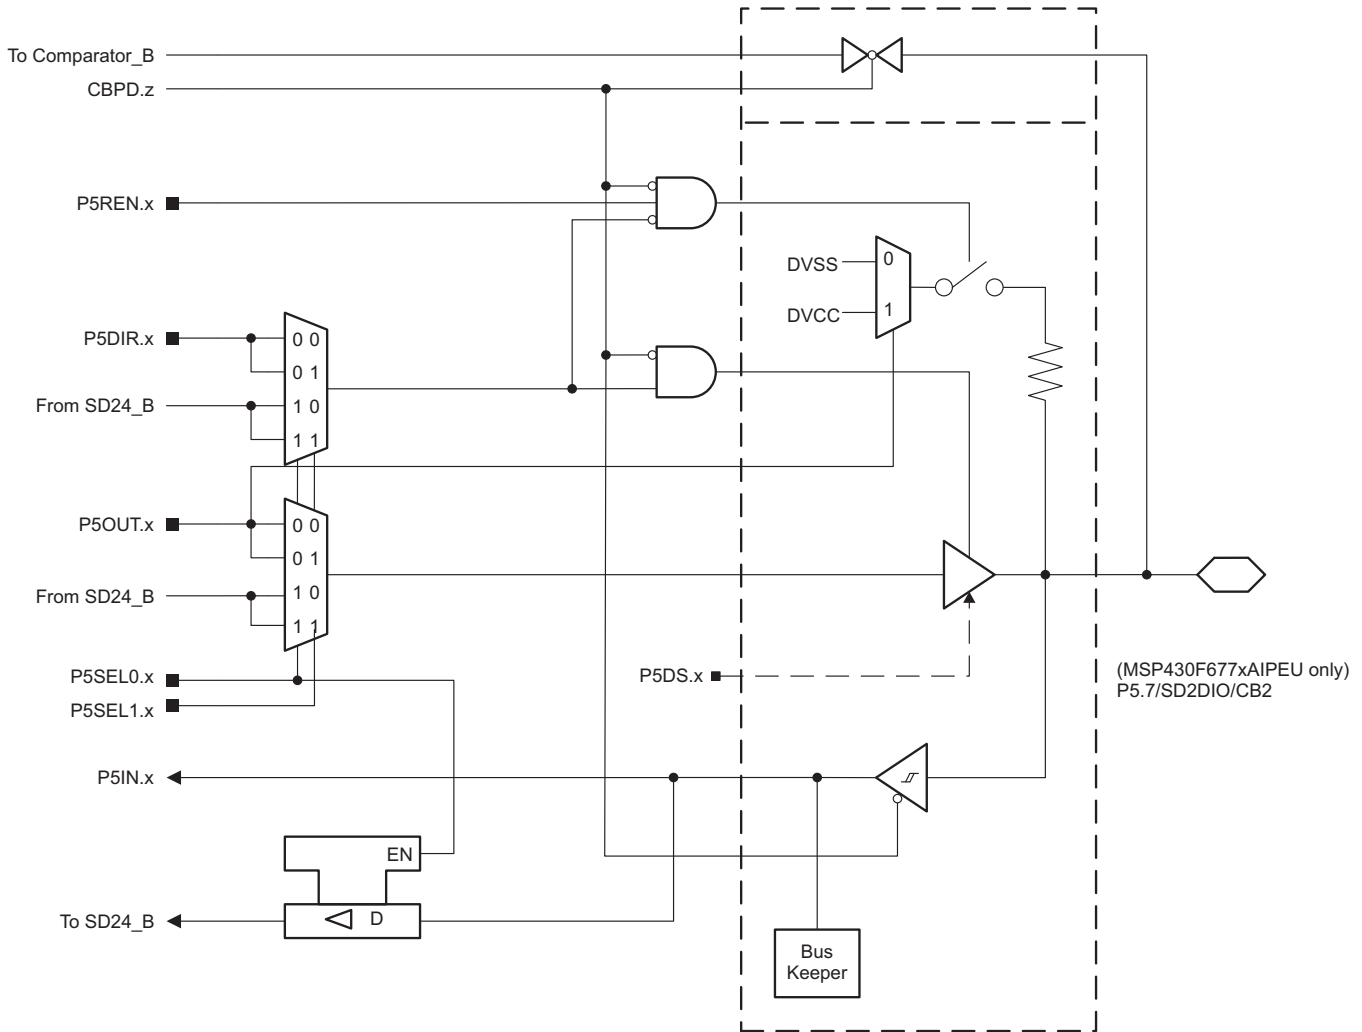 To Comparator_B
CBPD.z
P5REN.x
DVSS
0
DVCC
1
P5DIR.x
0 0
0 1
From SD24_B
1 0
1 1
P5OUT.x
0 0
0 1
From SD24_B
1 0
1 1
P5SEL0.x
P5SEL1.x
P5DS.x
(MSP430F677xAIPEU only)
P5.7/SD2DIO/CB2
P5IN.x
EN
To SD24_B
D
Bus
Keeper